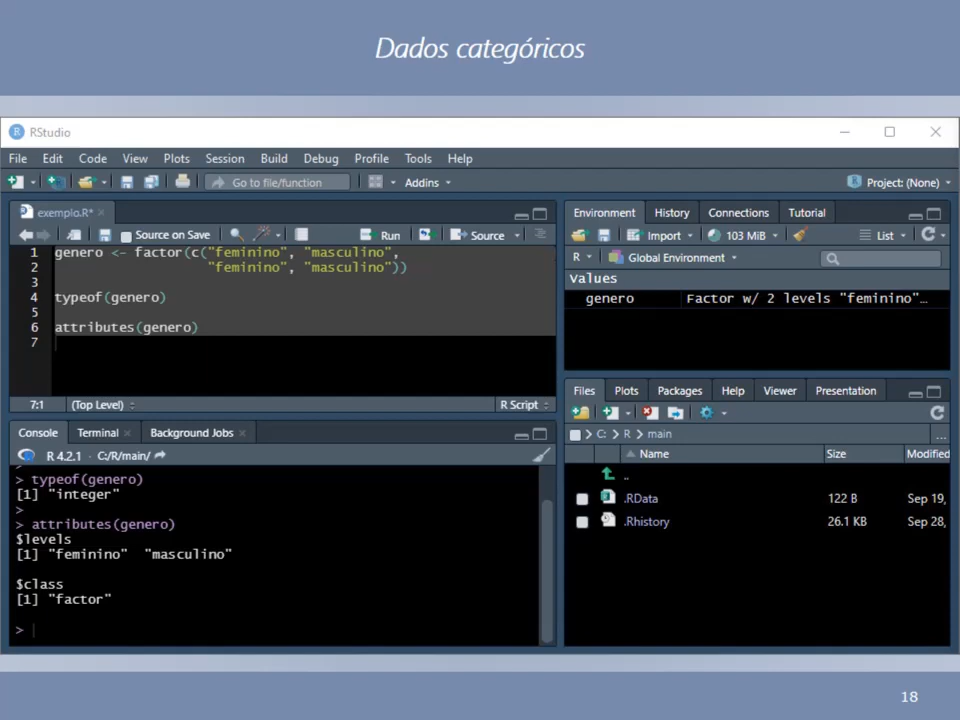 Dados categóricos
RStudio
File Edit Code View Plots Session Build Debug Profile Tools Help
Go to file/function Addins Project: (None)
exemplo.R*
Source on Save Run Source
1 genero <- factor(c("feminino", "masculino",
2 "feminino", "masculino"))
3
4 typeof(genero)
5
6 attributes(genero)
7
7:1 (Top Level) R Script
Console Terminal Background Jobs
R 4.2.1 · C:/R/main/
>
> typeof(genero)
[1] "integer"
>
> attributes(genero)
$levels
[1] "feminino" "masculino"
$class
[1] "factor"
>
Environment History Connections Tutorial
Import 103 MiB List
R Global Environment
Values
genero Factor w/ 2 levels "feminino"…
Files Plots Packages Help Viewer Presentation
C: R main ...
Name Size Modified
..
.RData 122 B Sep 19,
.Rhistory 26.1 KB Sep 28,
18